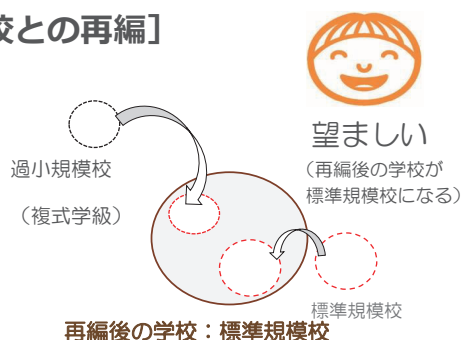 校との再編］
望ましい
（再編後の学校が
標準規模校になる）
過小規模校
（複式学級）
標準規模校
再編後の学校：標準規模校